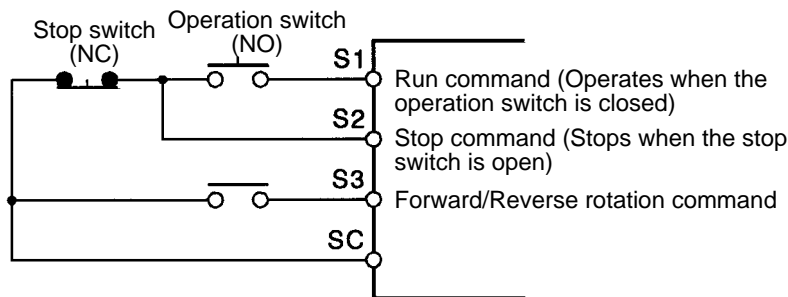 Stop switch
(NC)
Operation switch
(NO)
S1
Run command (Operates when the
operation switch is closed)
S2
Stop command (Stops when the stop
switch is open)
S3
Forward/Reverse rotation command
SC